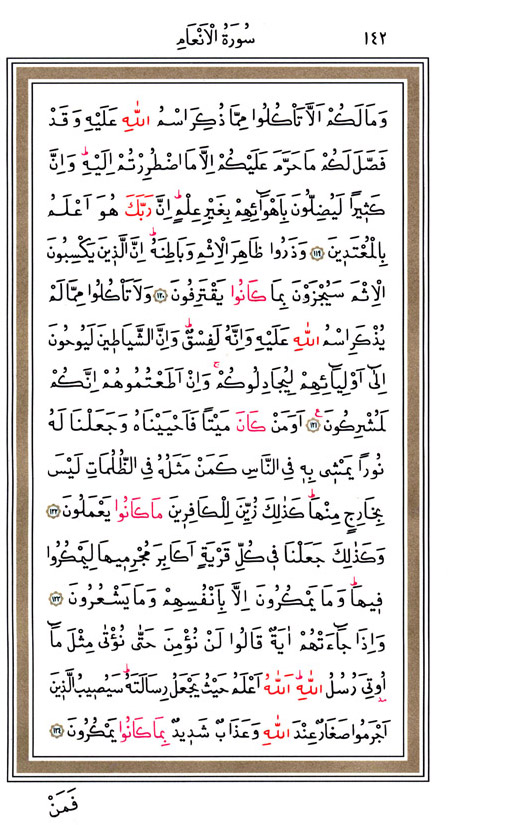 ١٤٢ سُورَةُ الْاَنْعَامِ
وَمَا لَكُمْ اَلَّا تَأْكُلُوا مِمَّا ذُكِرَ اسْمُ اللّٰهِ عَلَيْهِ وَقَدْ
فَصَّلَ لَكُمْ مَا حَرَّمَ عَلَيْكُمْ اِلَّا مَا اضْطُرِرْتُمْ اِلَيْهِۜ وَاِنَّ
كَثٖيراً لَيُضِلُّونَ بِاَهْوَٓائِهِمْ بِغَيْرِ عِلْمٍۜ اِنَّ رَبَّكَ هُوَ اَعْلَمُ
بِالْمُعْتَدٖينَ ﴿١١٩﴾ وَذَرُوا ظَاهِرَ الْاِثْمِ وَبَاطِنَهُۜ اِنَّ الَّذٖينَ يَكْسِبُونَ
الْاِثْمَ سَيُجْزَوْنَ بِمَا كَانُوا يَقْتَرِفُونَ ﴿١٢٠﴾ وَلَا تَأْكُلُوا مِمَّا لَمْ
يُذْكَرِ اسْمُ اللّٰهِ عَلَيْهِ وَاِنَّهُ لَفِسْقٌۜ وَاِنَّ الشَّيَاطٖينَ لَيُوحُونَ
اِلٰٓى اَوْلِيَٓائِهِمْ لِيُجَادِلُوكُمْۚ وَاِنْ اَطَعْتُمُوهُمْ اِنَّكُمْ
لَمُشْرِكُونَࣖ ﴿١٢١﴾ اَوَمَنْ كَانَ مَيْتاً فَاَحْيَيْنَاهُ وَجَعَلْنَا لَهُ
نُوراً يَمْشٖي بِهٖ فِي النَّاسِ كَمَنْ مَثَلُهُ فِي الظُّلُمَاتِ لَيْسَ
بِخَارِجٍ مِنْهَاۜ كَذٰلِكَ زُيِّنَ لِلْكَافِرٖينَ مَا كَانُوا يَعْمَلُونَ ﴿١٢٢﴾
وَكَذٰلِكَ جَعَلْنَا فٖي كُلِّ قَرْيَةٍ اَكَابِرَ مُجْرِمٖيهَا لِيَمْكُرُوا
فٖيهَاۜ وَمَا يَمْكُرُونَ اِلَّا بِاَنْفُسِهِمْ وَمَا يَشْعُرُونَ ﴿١٢٣﴾
وَاِذَا جَٓاءَتْهُمْ اٰيَةٌ قَالُوا لَنْ نُؤْمِنَ حَتّٰى نُؤْتٰى مِثْلَ مَٓا
اُوتِيَ رُسُلُ اللّٰهِۜ اَللّٰهُ اَعْلَمُ حَيْثُ يَجْعَلُ رِسَالَتَهُۜ سَيُصٖيبُ الَّذٖينَ
اَجْرَمُوا صَغَارٌ عِنْدَ اللّٰهِ وَعَذَابٌ شَدٖيدٌ بِمَا كَانُوا يَمْكُرُونَ ﴿١٢٤﴾
فَمَنْ